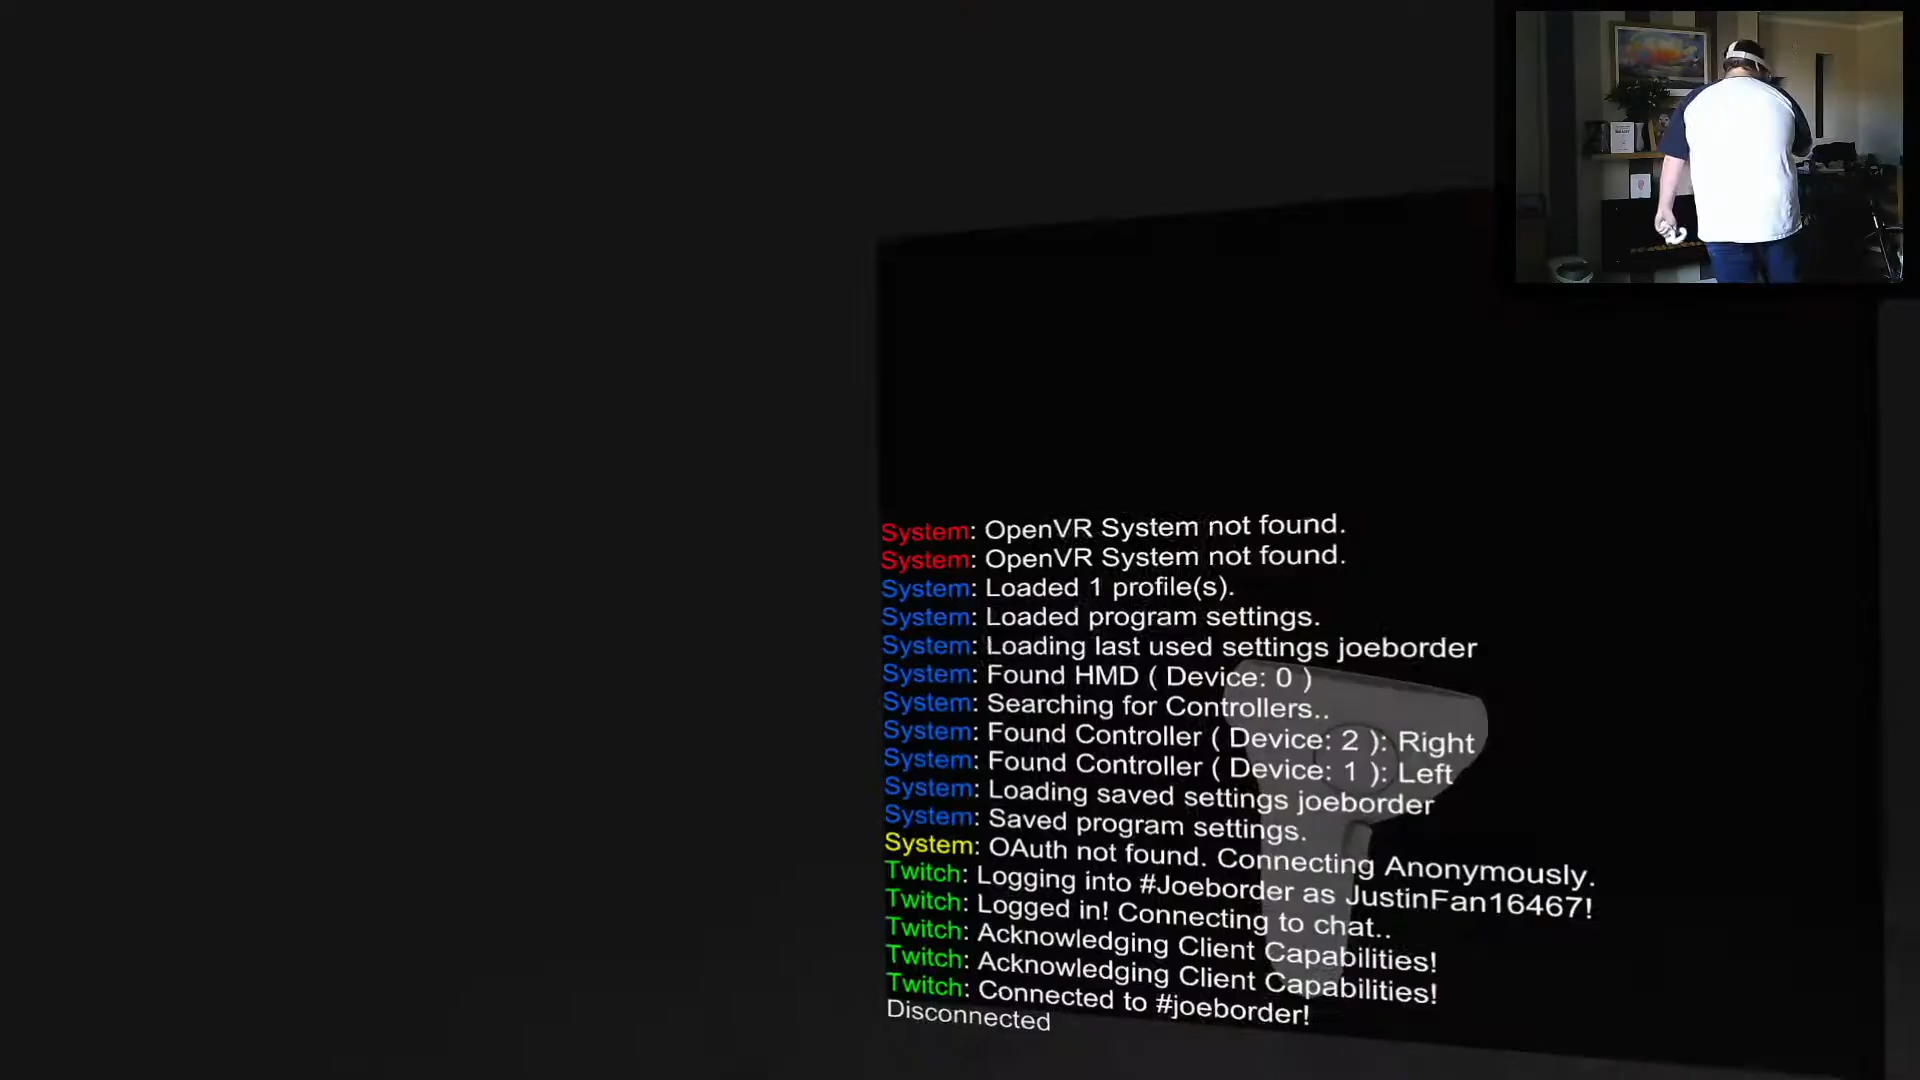 System: OpenVR System not found.
System: OpenVR System not found.
System: Loaded 1 profile(s).
System: Loaded program settings.
System: Loading last used settings joeborder
System: Found HMD ( Device: 0 )
System: Searching for Controllers..
System: Found Controller ( Device: 2 ): Right
System: Found Controller ( Device: 1 ): Left
System: Loading saved settings joeborder
System: Saved program settings.
System: OAuth not found. Connecting Anonymously.
Twitch: Logging into #Joeborder as JustinFan16467!
Twitch: Logged in! Connecting to chat..
Twitch: Acknowledging Client Capabilities!
Twitch: Acknowledging Client Capabilities!
Twitch: Connected to #joeborder!
Disconnected